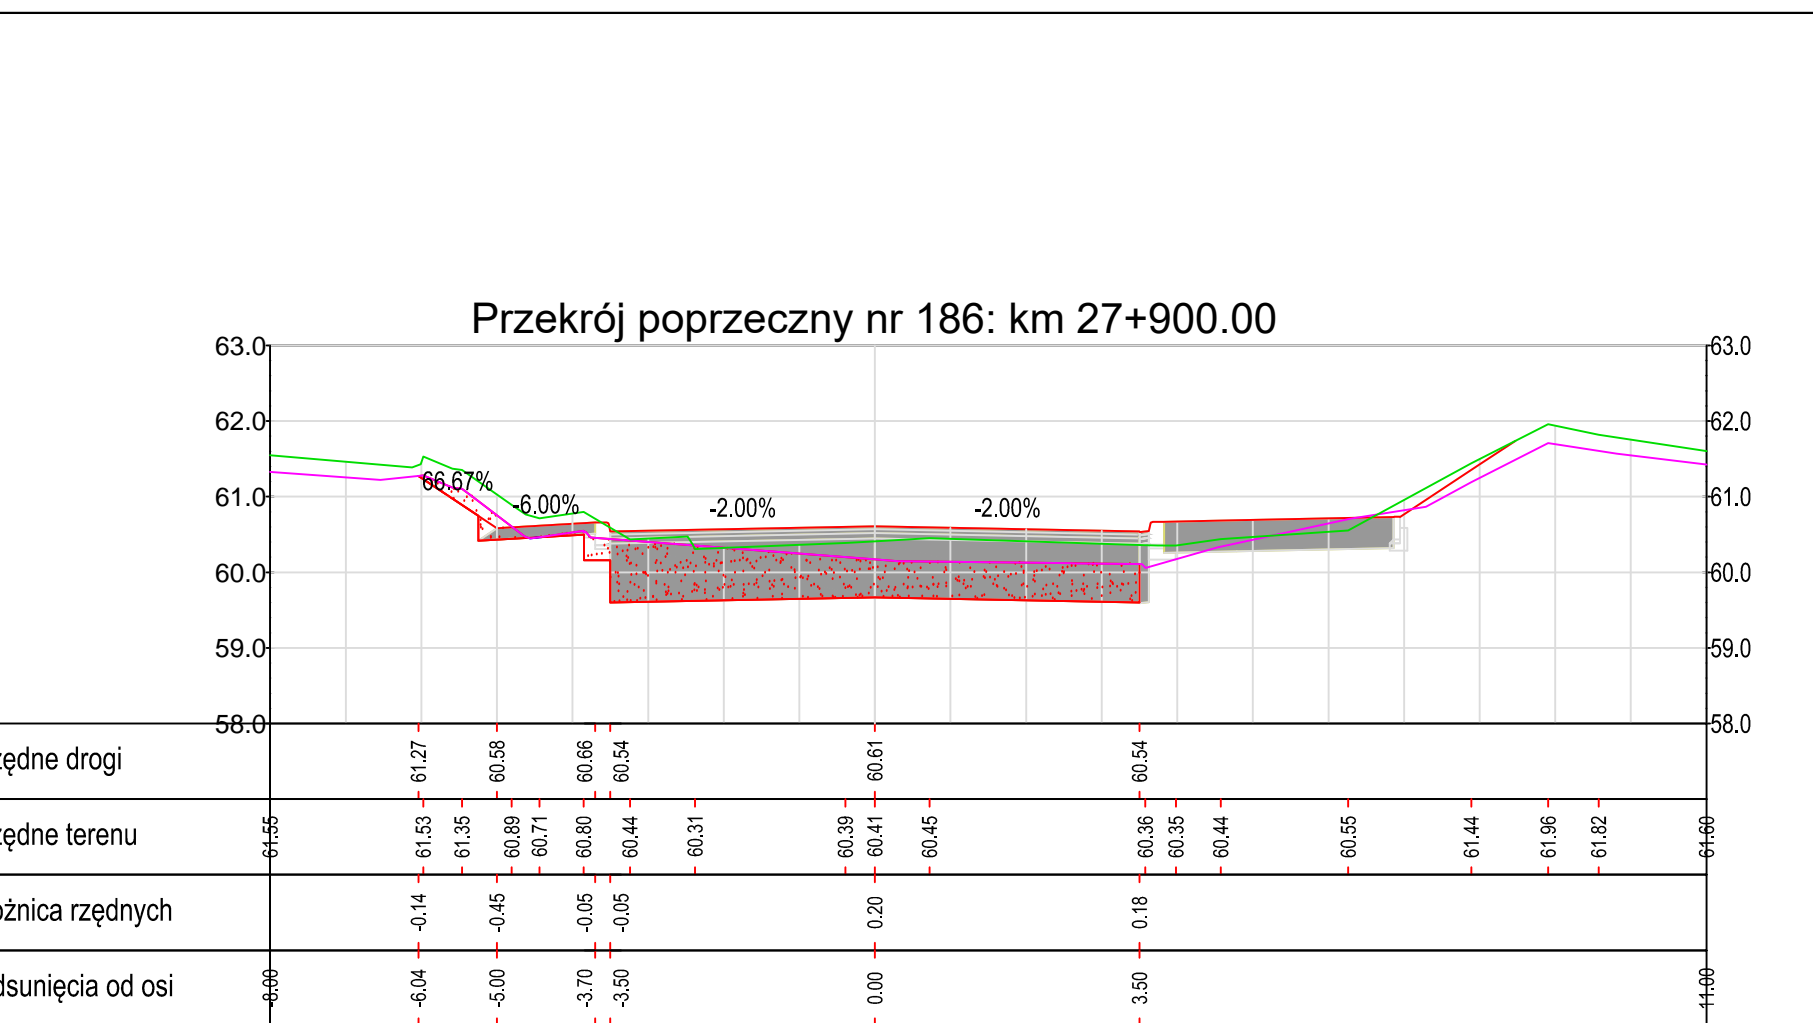 Przekrój poprzeczny nr 186: km 27+900.00
63.0 63.0
62.0 62.0
66.67% -6.00% -2.00% -2.00%
61.0 61.0
60.0 60.0
59.0 59.0
58.0 58.0
zędne drogi 61.27 60.58 60.66 60.54 60.61 60.54
zędne terenu 61.55 61.53 61.35 60.89 60.71 60.80 60.44 60.31 60.39 60.41 60.45 60.36 60.35 60.44 60.55 61.44 61.96 61.82 61.60
óżnica rzędnych -0.14 -0.45 -0.05 -0.05 0.20 0.18
dsunięcia od osi -8.00 -6.04 -5.00 -3.70 -3.50 0.00 3.50 11.00